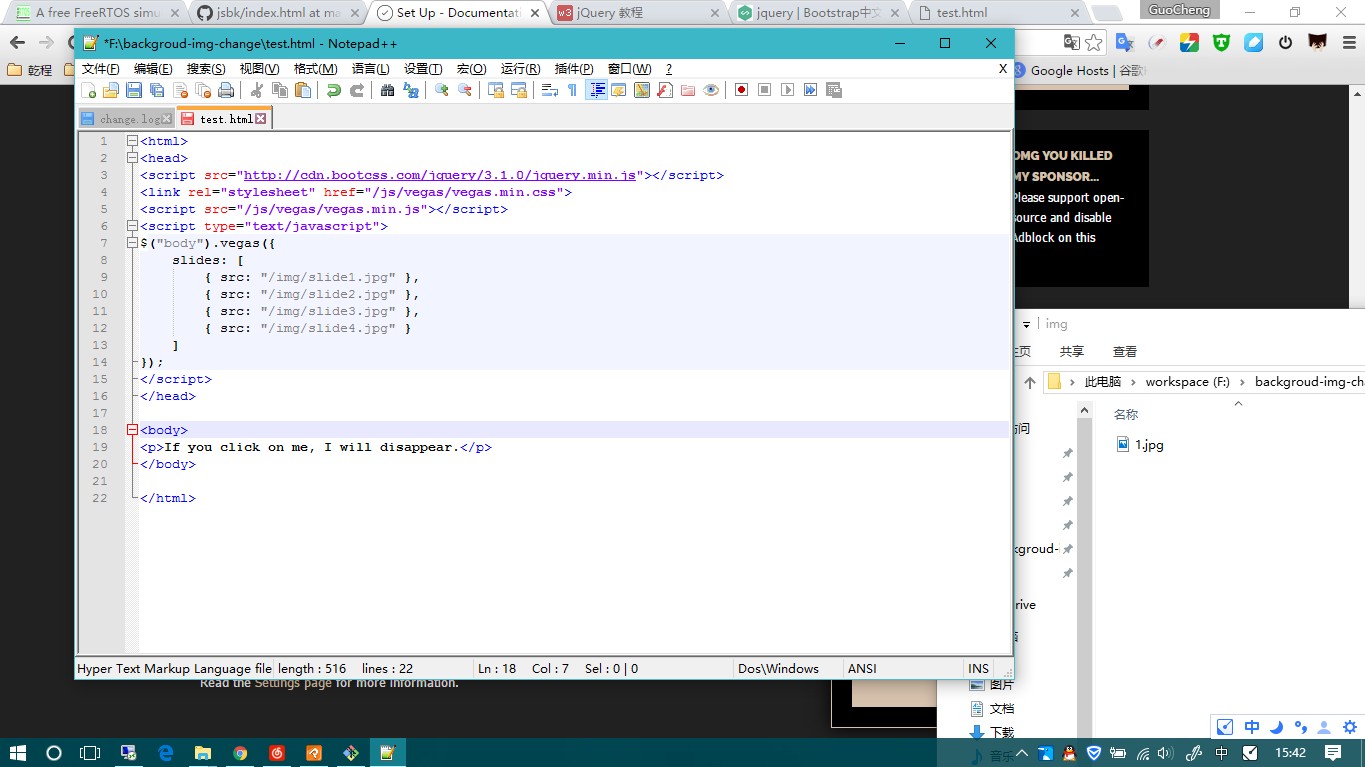 A free FreeRTOS simu
jsbk/index.html at ma
Set Up - Documentati
jQuery 教程
jquery | Bootstrap中文
test.html
GuoCheng
乾程
Google Hosts | 谷歌
*F:\backgroud-img-change\test.html - Notepad++
文件(F) 编辑(E) 搜索(S) 视图(V) 格式(M) 语言(L) 设置(T) 宏(O) 运行(R) 插件(P) 窗口(W) ? X
change.log test.html
1 <html>
2 <head>
3 <script src="http://cdn.bootcss.com/jquery/3.1.0/jquery.min.js"></script>
4 <link rel="stylesheet" href="/js/vegas/vegas.min.css">
5 <script src="/js/vegas/vegas.min.js"></script>
6 <script type="text/javascript">
7 $("body").vegas({
8 slides: [
9 { src: "/img/slide1.jpg" },
10 { src: "/img/slide2.jpg" },
11 { src: "/img/slide3.jpg" },
12 { src: "/img/slide4.jpg" }
13 ]
14 });
15 </script>
16 </head>
17
18 <body>
19 <p>If you click on me, I will disappear.</p>
20 </body>
21
22 </html>
Hyper Text Markup Language file length : 516 lines : 22 Ln : 18 Col : 7 Sel : 0 | 0 Dos\Windows ANSI INS
OMG YOU KILLED
MY SPONSOR...
Please support open-
source and disable
Adblock on this
img
主页 共享 查看
此电脑 workspace (F:) backgroud-img-cha
名称
1.jpg
图片
文档
下载
音乐
Read the Settings page for more information.
中
中 15:42